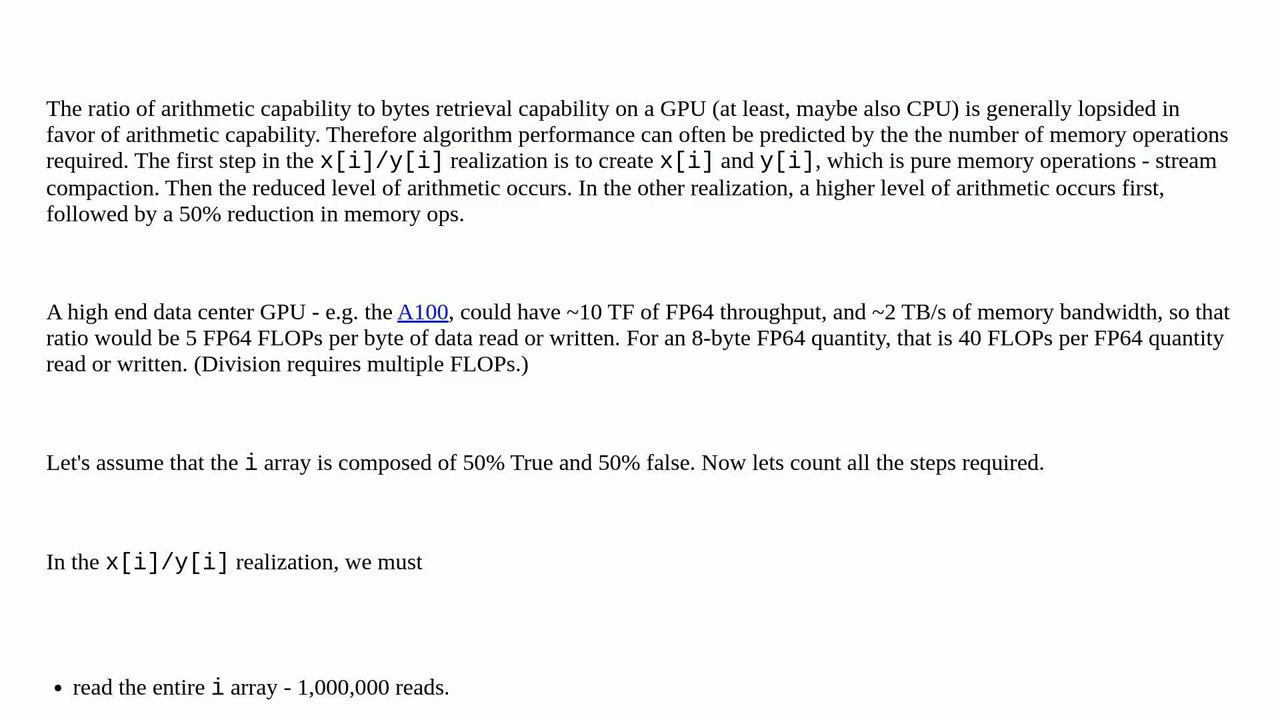 The ratio of arithmetic capability to bytes retrieval capability on a GPU (at least, maybe also CPU) is generally lopsided in
favor of arithmetic capability. Therefore algorithm performance can often be predicted by the the number of memory operations
required. The first step in the x[i]/y[i] realization is to create x[i] and y[i], which is pure memory operations - stream
compaction. Then the reduced level of arithmetic occurs. In the other realization, a higher level of arithmetic occurs first,
followed by a 50% reduction in memory ops.
A high end data center GPU - e.g. the A100, could have ~10 TF of FP64 throughput, and ~2 TB/s of memory bandwidth, so that
ratio would be 5 FP64 FLOPs per byte of data read or written. For an 8-byte FP64 quantity, that is 40 FLOPs per FP64 quantity
read or written. (Division requires multiple FLOPs.)
Let's assume that the i array is composed of 50% True and 50% false. Now lets count all the steps required.
In the x[i]/y[i] realization, we must
• read the entire i array - 1,000,000 reads.